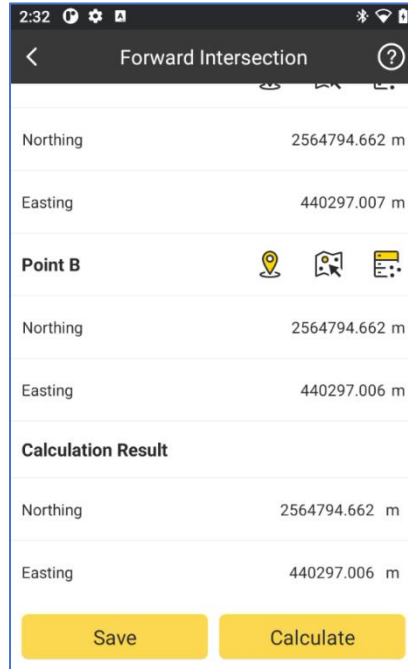 2:32
Forward Intersection
Northing 2564794.662 m
Easting 440297.007 m
Point B
Northing 2564794.662 m
Easting 440297.006 m
Calculation Result
Northing 2564794.662 m
Easting 440297.006 m
Save Calculate